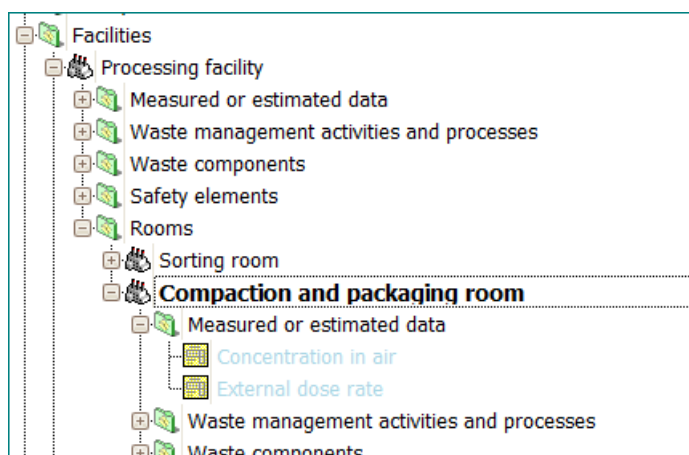 Facilities
Processing facility
Measured or estimated data
Waste management activities and processes
Waste components
Safety elements
Rooms
Sorting room
Compaction and packaging room
Measured or estimated data
Concentration in air
External dose rate
Waste management activities and processes
Waste components